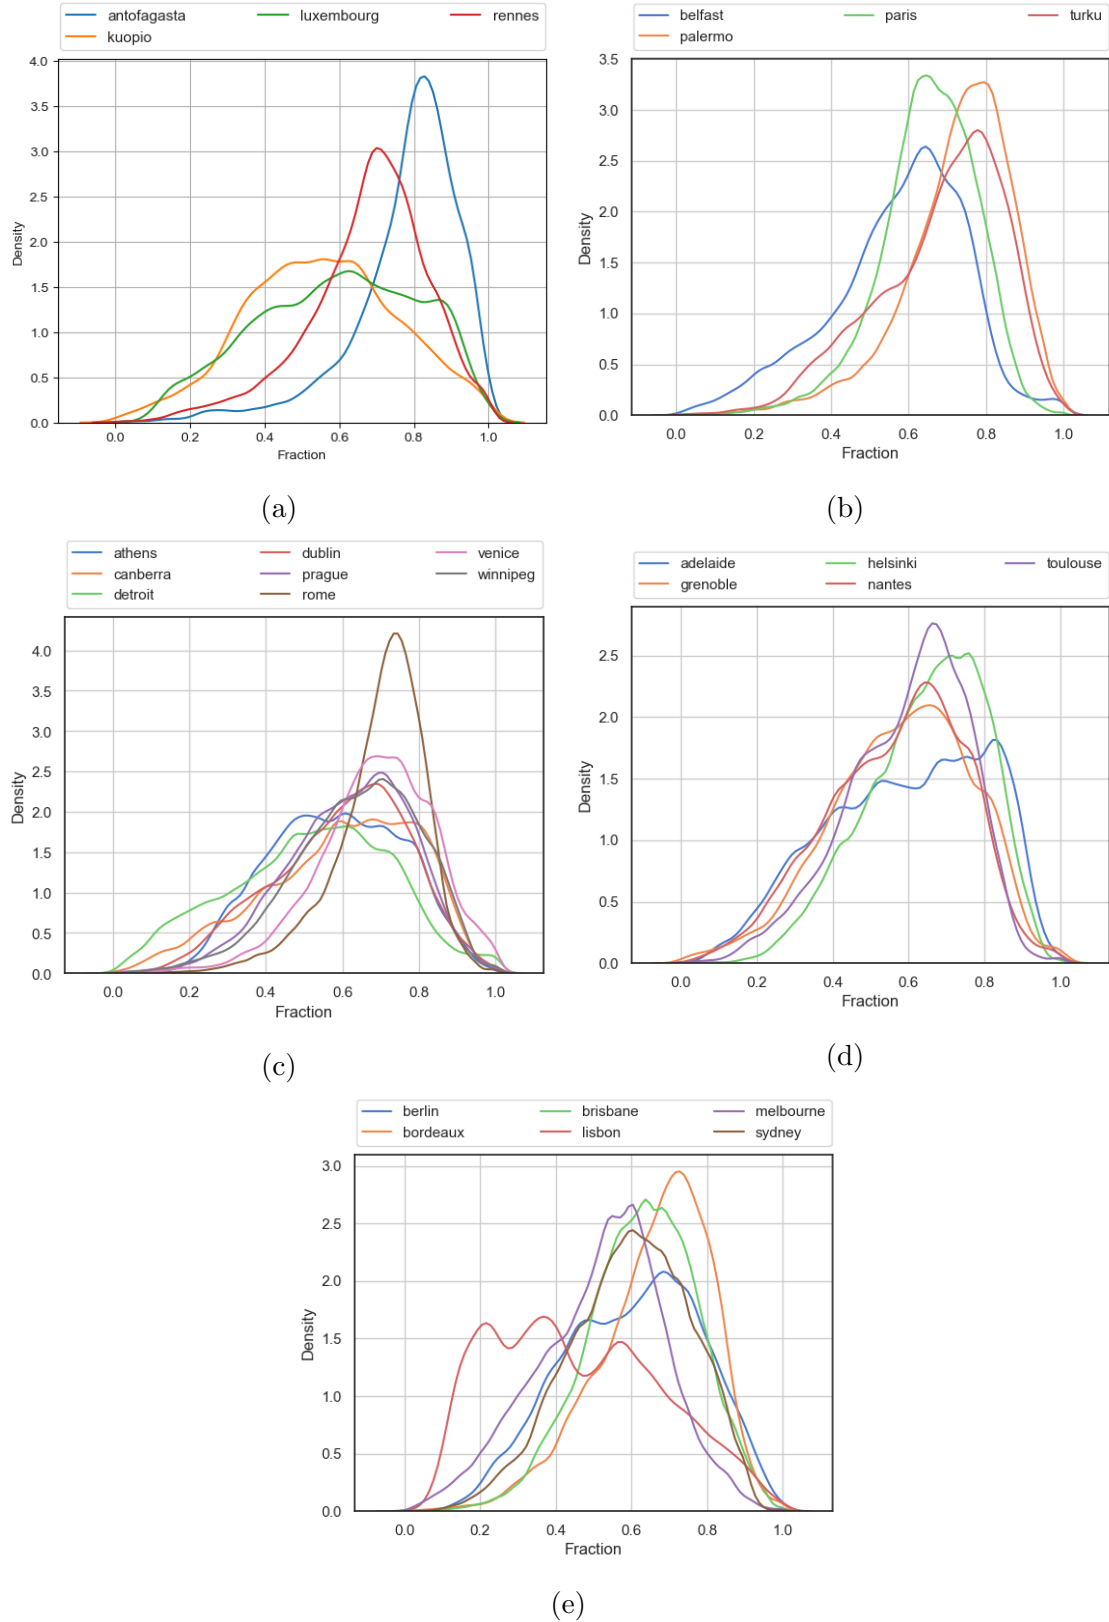 antofagasta luxembourg rennes
kuopio
4.0
3.5
3.0
2.5
2.0
1.5
1.0
0.5
0.0
Density
0.0 0.2 0.4 0.6 0.8 1.0
Fraction
(a)
belfast paris turku
palermo
3.5
3.0
2.5
2.0
1.5
1.0
0.5
0.0
Density
0.0 0.2 0.4 0.6 0.8 1.0
Fraction
(b)
athens dublin venice
canberra prague winnipeg
detroit rome
4.0
3.5
3.0
2.5
2.0
1.5
1.0
0.5
0.0
Density
0.0 0.2 0.4 0.6 0.8 1.0
Fraction
(c)
adelaide helsinki toulouse
grenoble nantes
2.5
2.0
1.5
1.0
0.5
0.0
Density
0.0 0.2 0.4 0.6 0.8 1.0
Fraction
(d)
berlin brisbane melbourne
bordeaux lisbon sydney
3.0
2.5
2.0
1.5
1.0
0.5
0.0
Density
0.0 0.2 0.4 0.6 0.8 1.0
Fraction
(e)